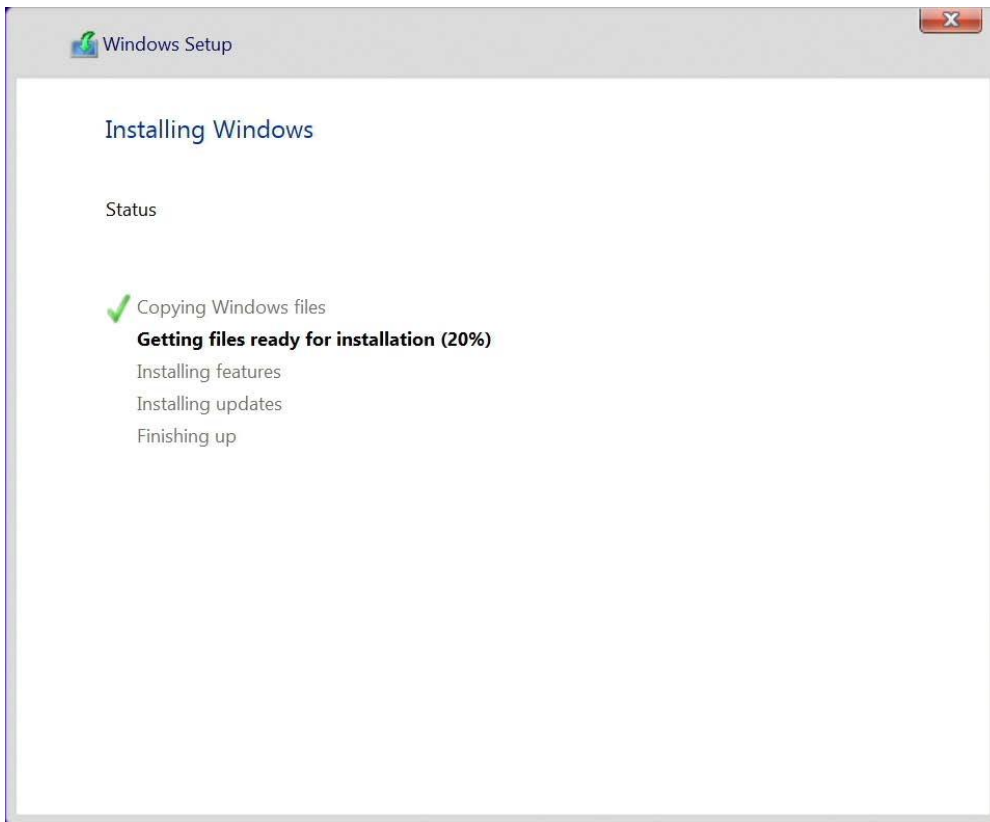 Windows Setup
Installing Windows
Status
Copying Windows files
Getting files ready for installation (20%)
Installing features
Installing updates
Finishing up